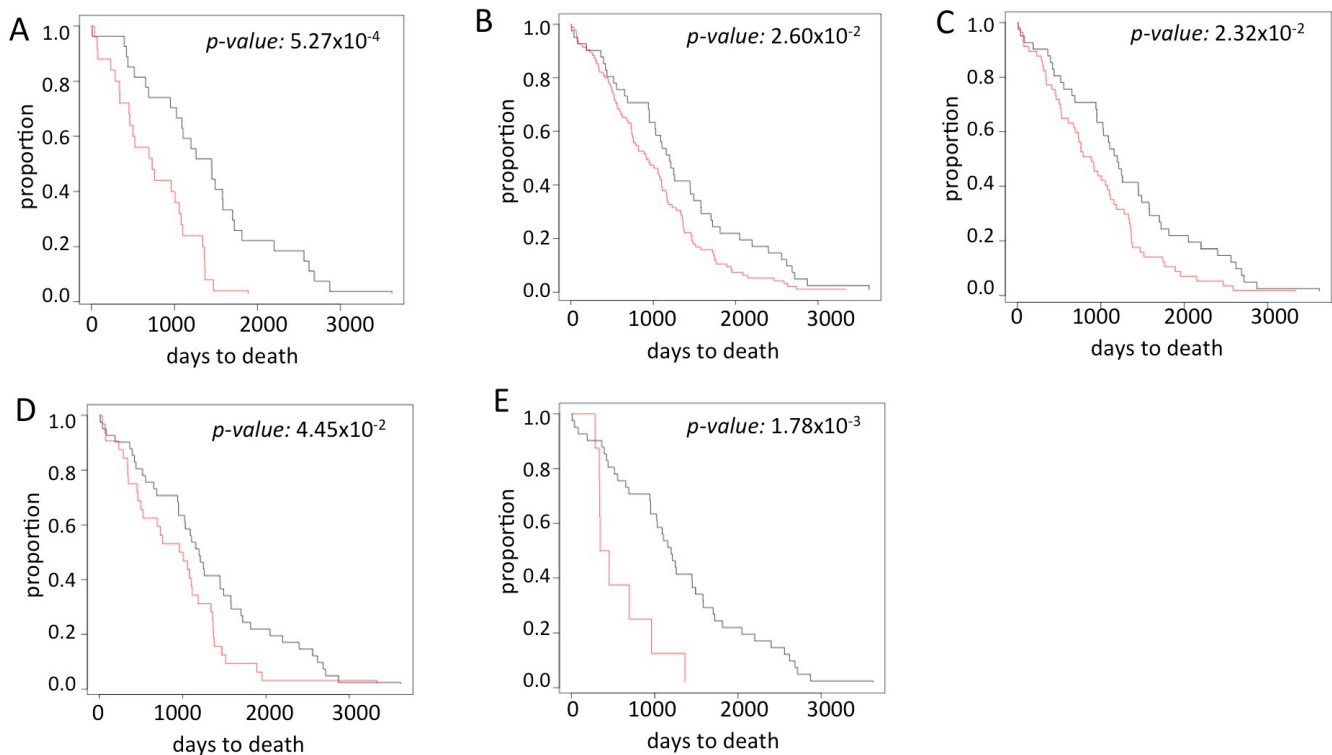 A
p-value: 5.27x10-4
1.0
0.8
0.6
0.4
0.2
0.0
proportion
0 1000 2000 3000
days to death
B
p-value: 2.60x10-2
1.0
0.8
0.6
0.4
0.2
0.0
proportion
0 1000 2000 3000
days to death
C
p-value: 2.32x10-2
1.0
0.8
0.6
0.4
0.2
0.0
proportion
0 1000 2000 3000
days to death
D
p-value: 4.45x10-2
1.0
0.8
0.6
0.4
0.2
0.0
proportion
0 1000 2000 3000
days to death
E
p-value: 1.78x10-3
1.0
0.8
0.6
0.4
0.2
0.0
proportion
0 1000 2000 3000
days to death